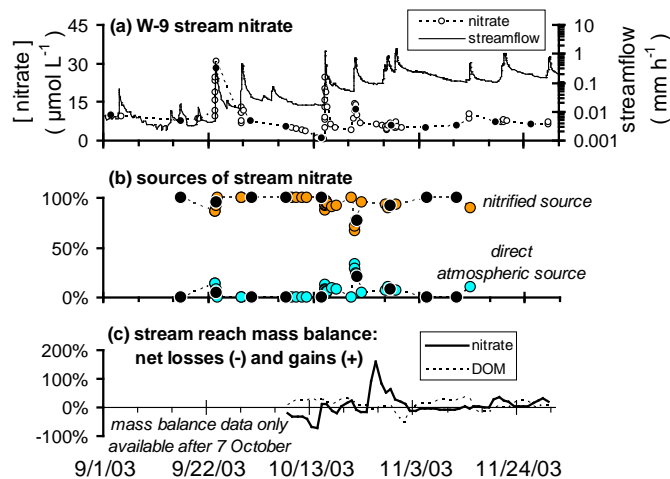 (a) W-9 stream nitrate
nitrate
streamflow
[ nitrate ]
( µmol L-1 )
45
30
15
0
10
1
0.1
0.01
0.001
streamflow
( mm h-1 )
(b) sources of stream nitrate
100%
50%
0%
nitrified source
direct
atmospheric source
(c) stream reach mass balance:
net losses (-) and gains (+)
nitrate
DOM
200%
100%
0%
-100%
mass balance data only
available after 7 October
9/1/03 9/22/03 10/13/03 11/3/03 11/24/03